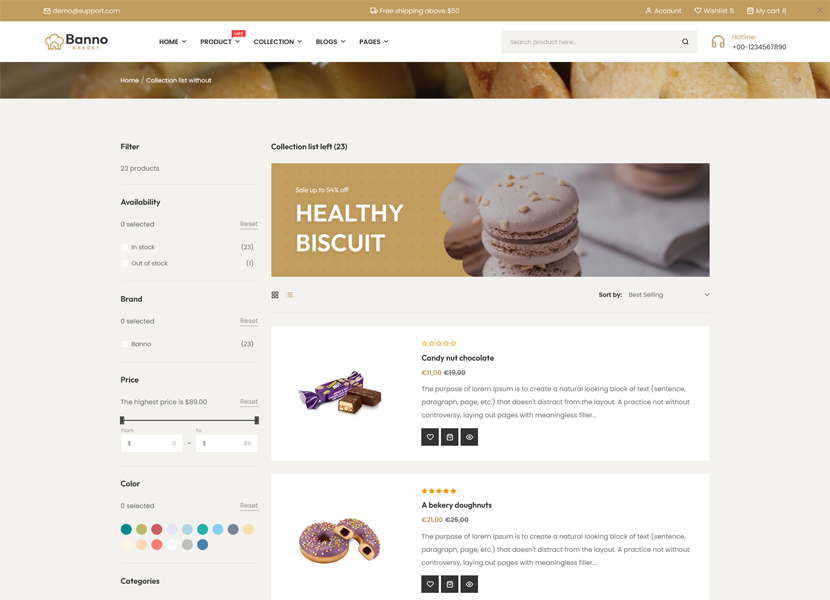 demo@support.com
Free shipping above $50
Account
Wishlist 5
My cart 8
Banno
BAKERY
HOME
PRODUCT
SALE
COLLECTION
BLOGS
PAGES
Search product here...
Hotline:
+00-1234567890
Home / Collection list without
Filter
23 products
Availability
0 selected
Reset
In stock
(23)
Out of stock
(1)
Brand
0 selected
Reset
Banno
(23)
Price
The highest price is $89.00
Reset
From
To
$ 0
-
$ 89
Color
0 selected
Reset
Categories
Collection list left (23)
Sale up to 54% off
HEALTHY
BISCUIT
Sort by:
Best Selling
Candy nut chocolate
€11,00 €19,00
The purpose of lorem ipsum is to create a natural looking block of text (sentence,
paragraph, page, etc.) that doesn't distract from the layout. A practice not without
controversy, laying out pages with meaningless filler...
A bakery doughnuts
€21,00 €25,00
The purpose of lorem ipsum is to create a natural looking block of text (sentence,
paragraph, page, etc.) that doesn't distract from the layout. A practice not without
controversy, laying out pages with meaningless filler...